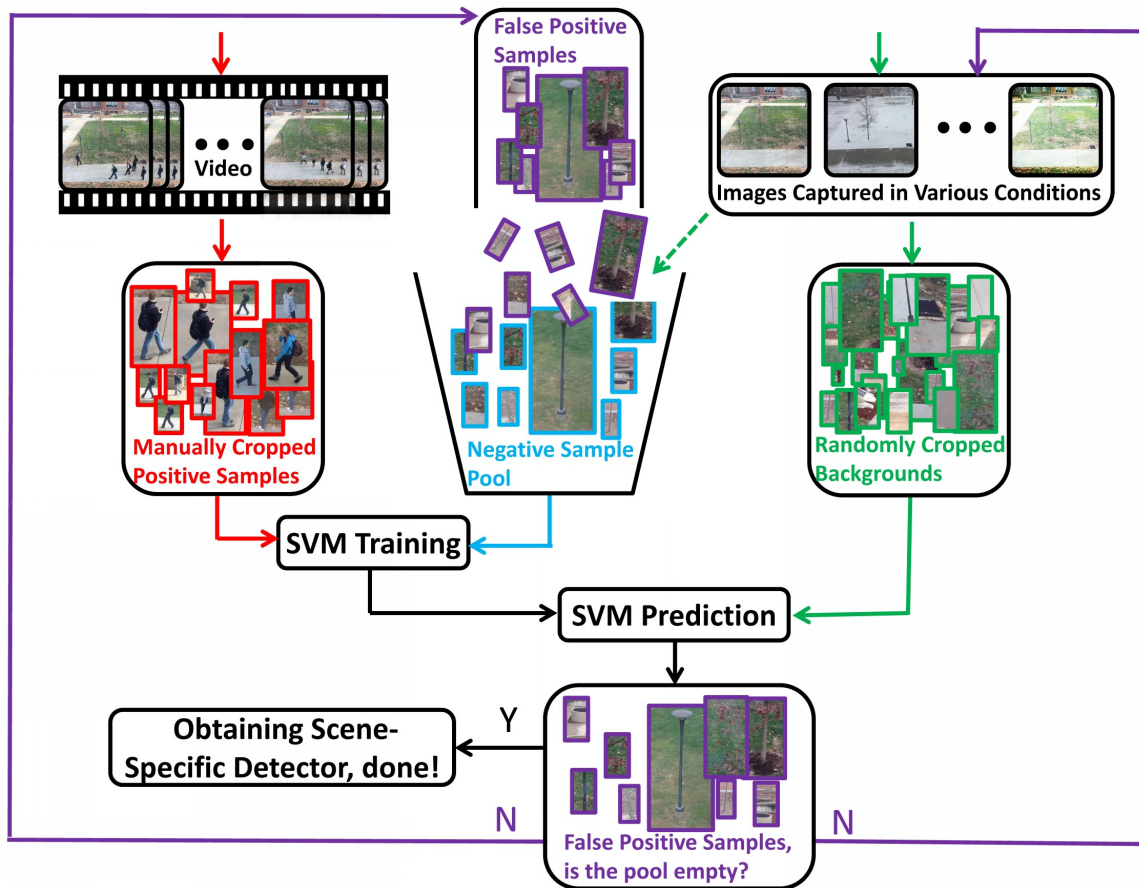 False Positive
Samples
Video
Images Captured in Various Conditions
Manually Cropped
Positive Samples
Negative Sample
Pool
Randomly Cropped
Backgrounds
SVM Training
SVM Prediction
Obtaining Scene-
Specific Detector, done!
Y
N
N
False Positive Samples,
is the pool empty?